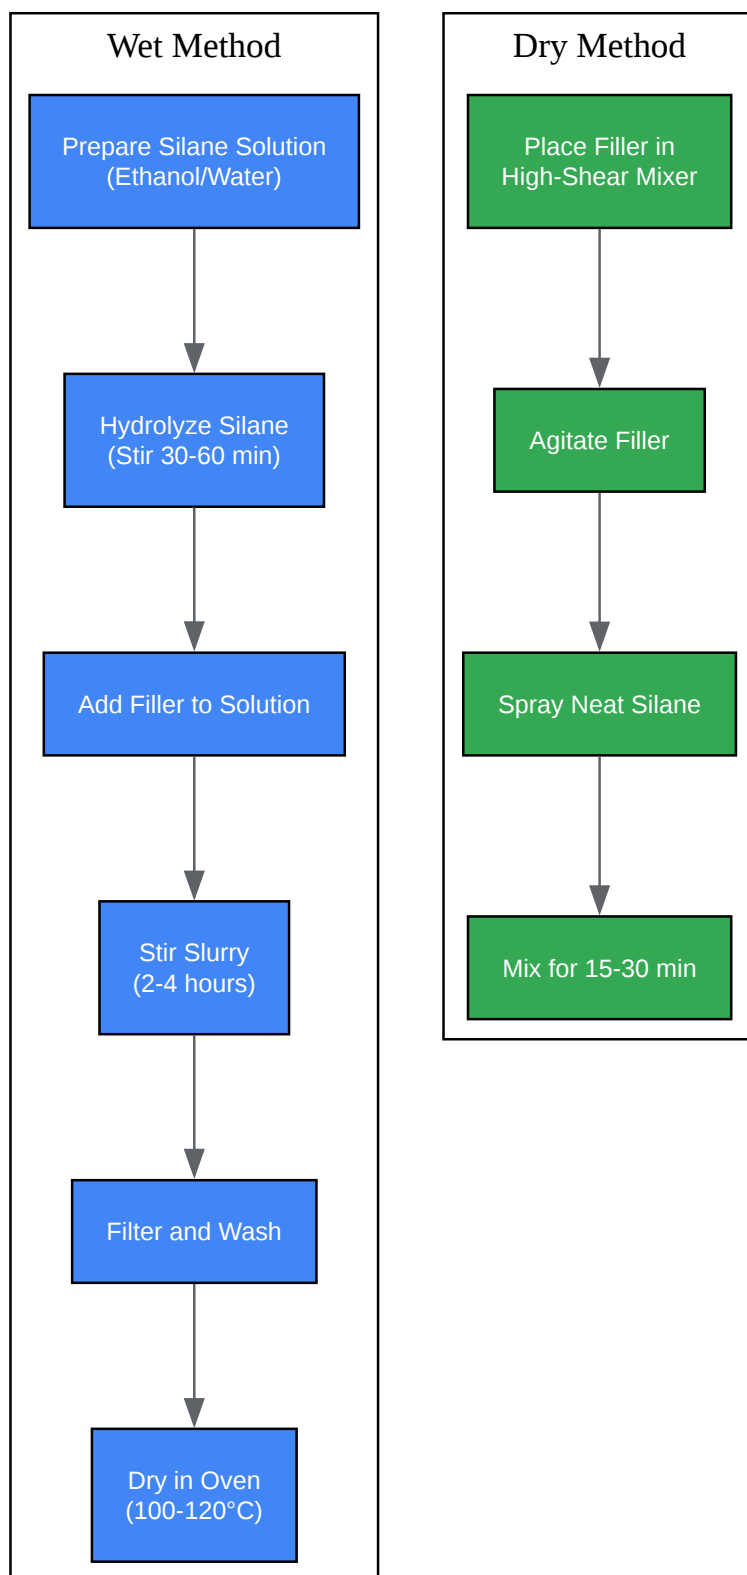 Wet Method
Prepare Silane Solution
(Ethanol/Water)
Hydrolyze Silane
(Stir 30-60 min)
Add Filler to Solution
Stir Slurry
(2-4 hours)
Filter and Wash
Dry in Oven
(100-120°C)
Dry Method
Place Filler in
High-Shear Mixer
Agitate Filler
Spray Neat Silane
Mix for 15-30 min